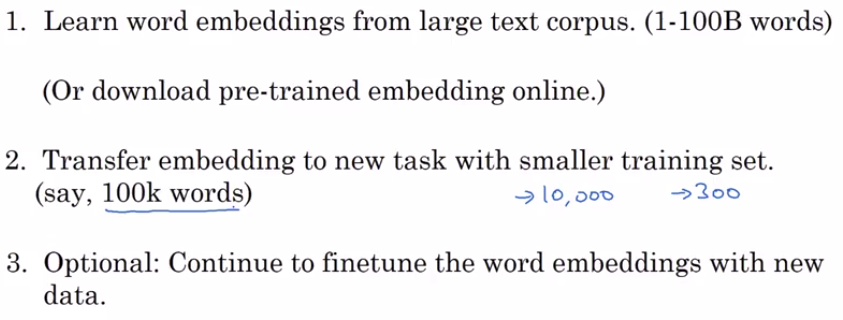 1. Learn word embeddings from large text corpus. (1-100B words)
(Or download pre-trained embedding online.)
2. Transfer embedding to new task with smaller training set.
(say, 100k words) → 10,000 → 300
3. Optional: Continue to finetune the word embeddings with new
data.